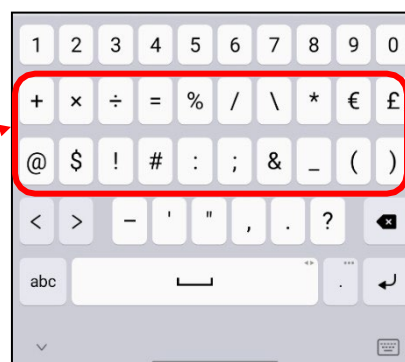 1 2 3 4 5 6 7 8 9 0
+ × ÷ = % / \ * € £
@ $ ! # : ; & _ ( )
< > – ' " , . ?
abc .